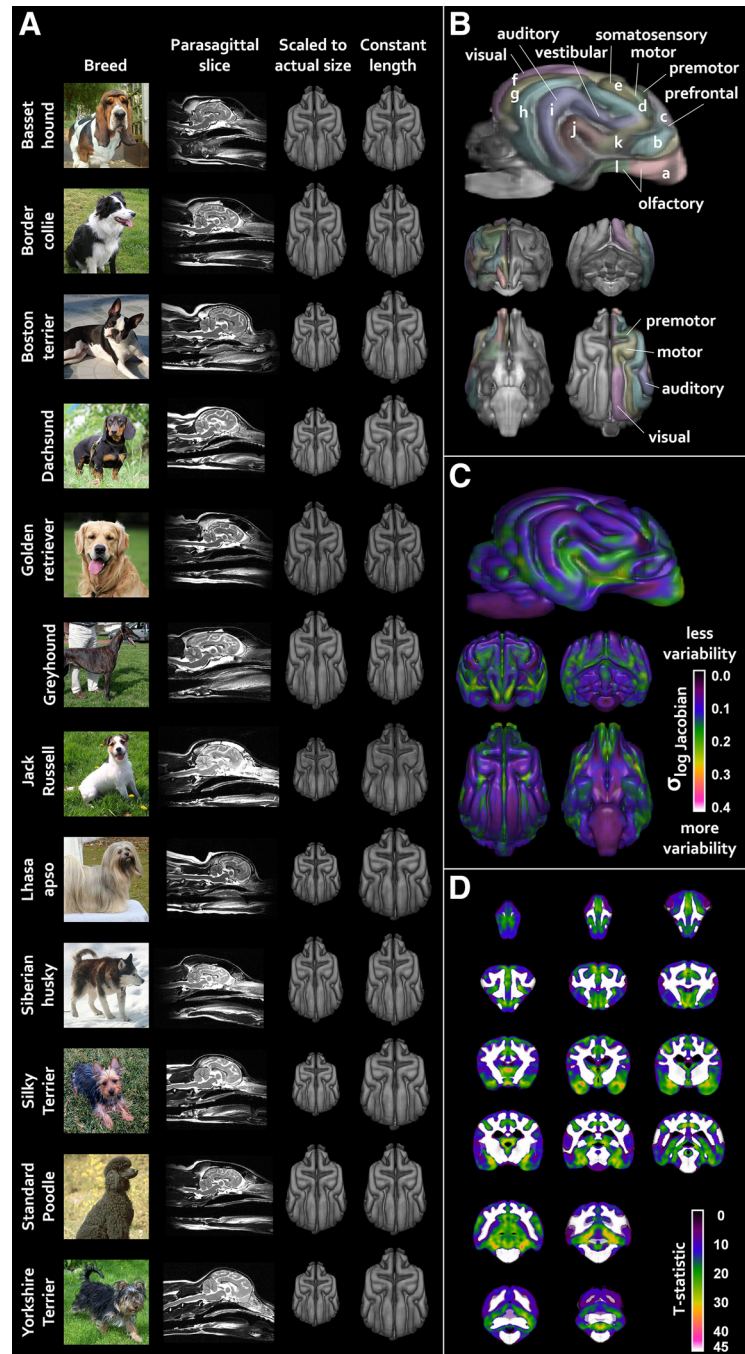 A
Breed
Parasagittal
slice
Scaled to
actual size
Constant
length
Basset
hound
Border
collie
Boston
terrier
Dachsund
Golden
retriever
Greyhound
Jack
Russell
Lhasa
apso
Siberian
husky
Silky
Terrier
Standard
Poodle
Yorkshire
Terrier
B
auditory
visual
vestibular
somatosensory
motor
premotor
prefrontal
f
g
h
i
j
e
d
c
k
b
l
a
olfactory
premotor
motor
auditory
visual
C
less
variability
0.0
0.1
0.2
0.3
0.4
σlog Jacobian
more
variability
D
T-statistic
0
10
20
30
40
45